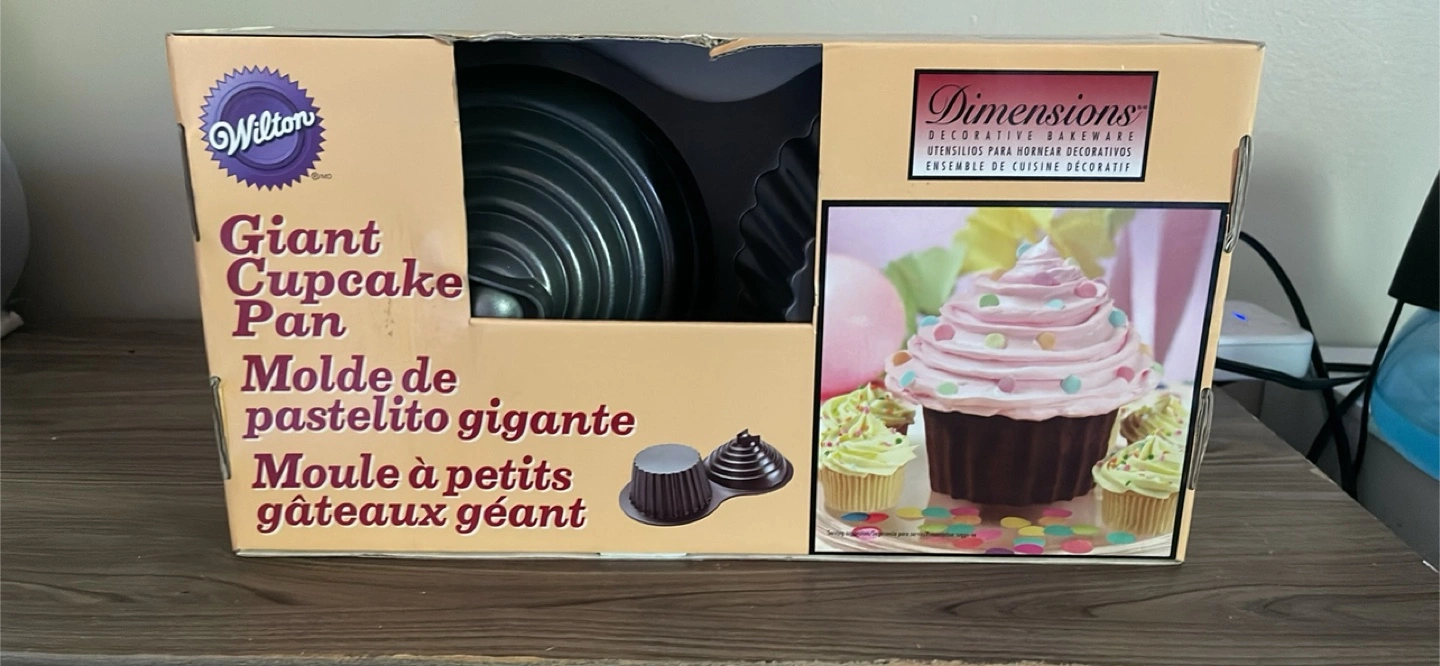 Wilton
®/MD
Giant
Cupcake
Pan
Molde de
pastelito gigante
Moule à petits
gâteaux géant
Dimensions
DECORATIVE BAKEWARE
UTENSILIOS PARA HORNEAR DECORATIVOS
ENSEMBLE DE CUISINE DÉCORATIF